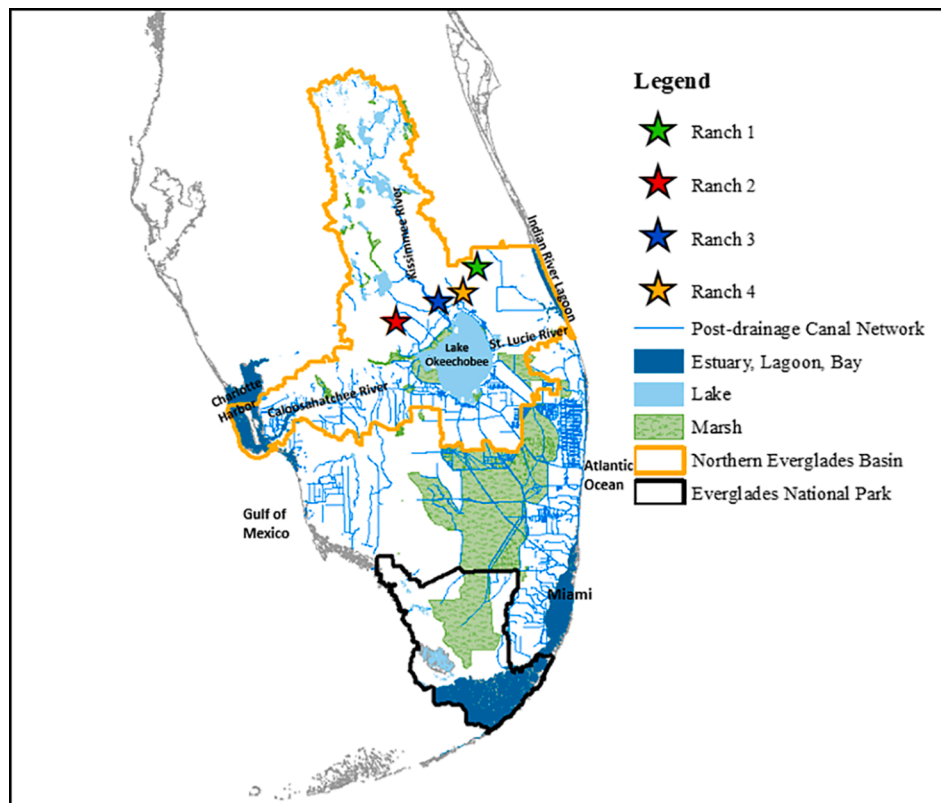 Legend
Ranch 1
Ranch 2
Ranch 3
Ranch 4
Post-drainage Canal Network
Estuary, Lagoon, Bay
Lake
Marsh
Northern Everglades Basin
Everglades National Park
Kissimmee River
Indian River Lagoon
St. Lucie River
Lake
Okeechobee
Charlotte
Harbor
Caloosahatchee River
Atlantic
Ocean
Gulf of
Mexico
Miami